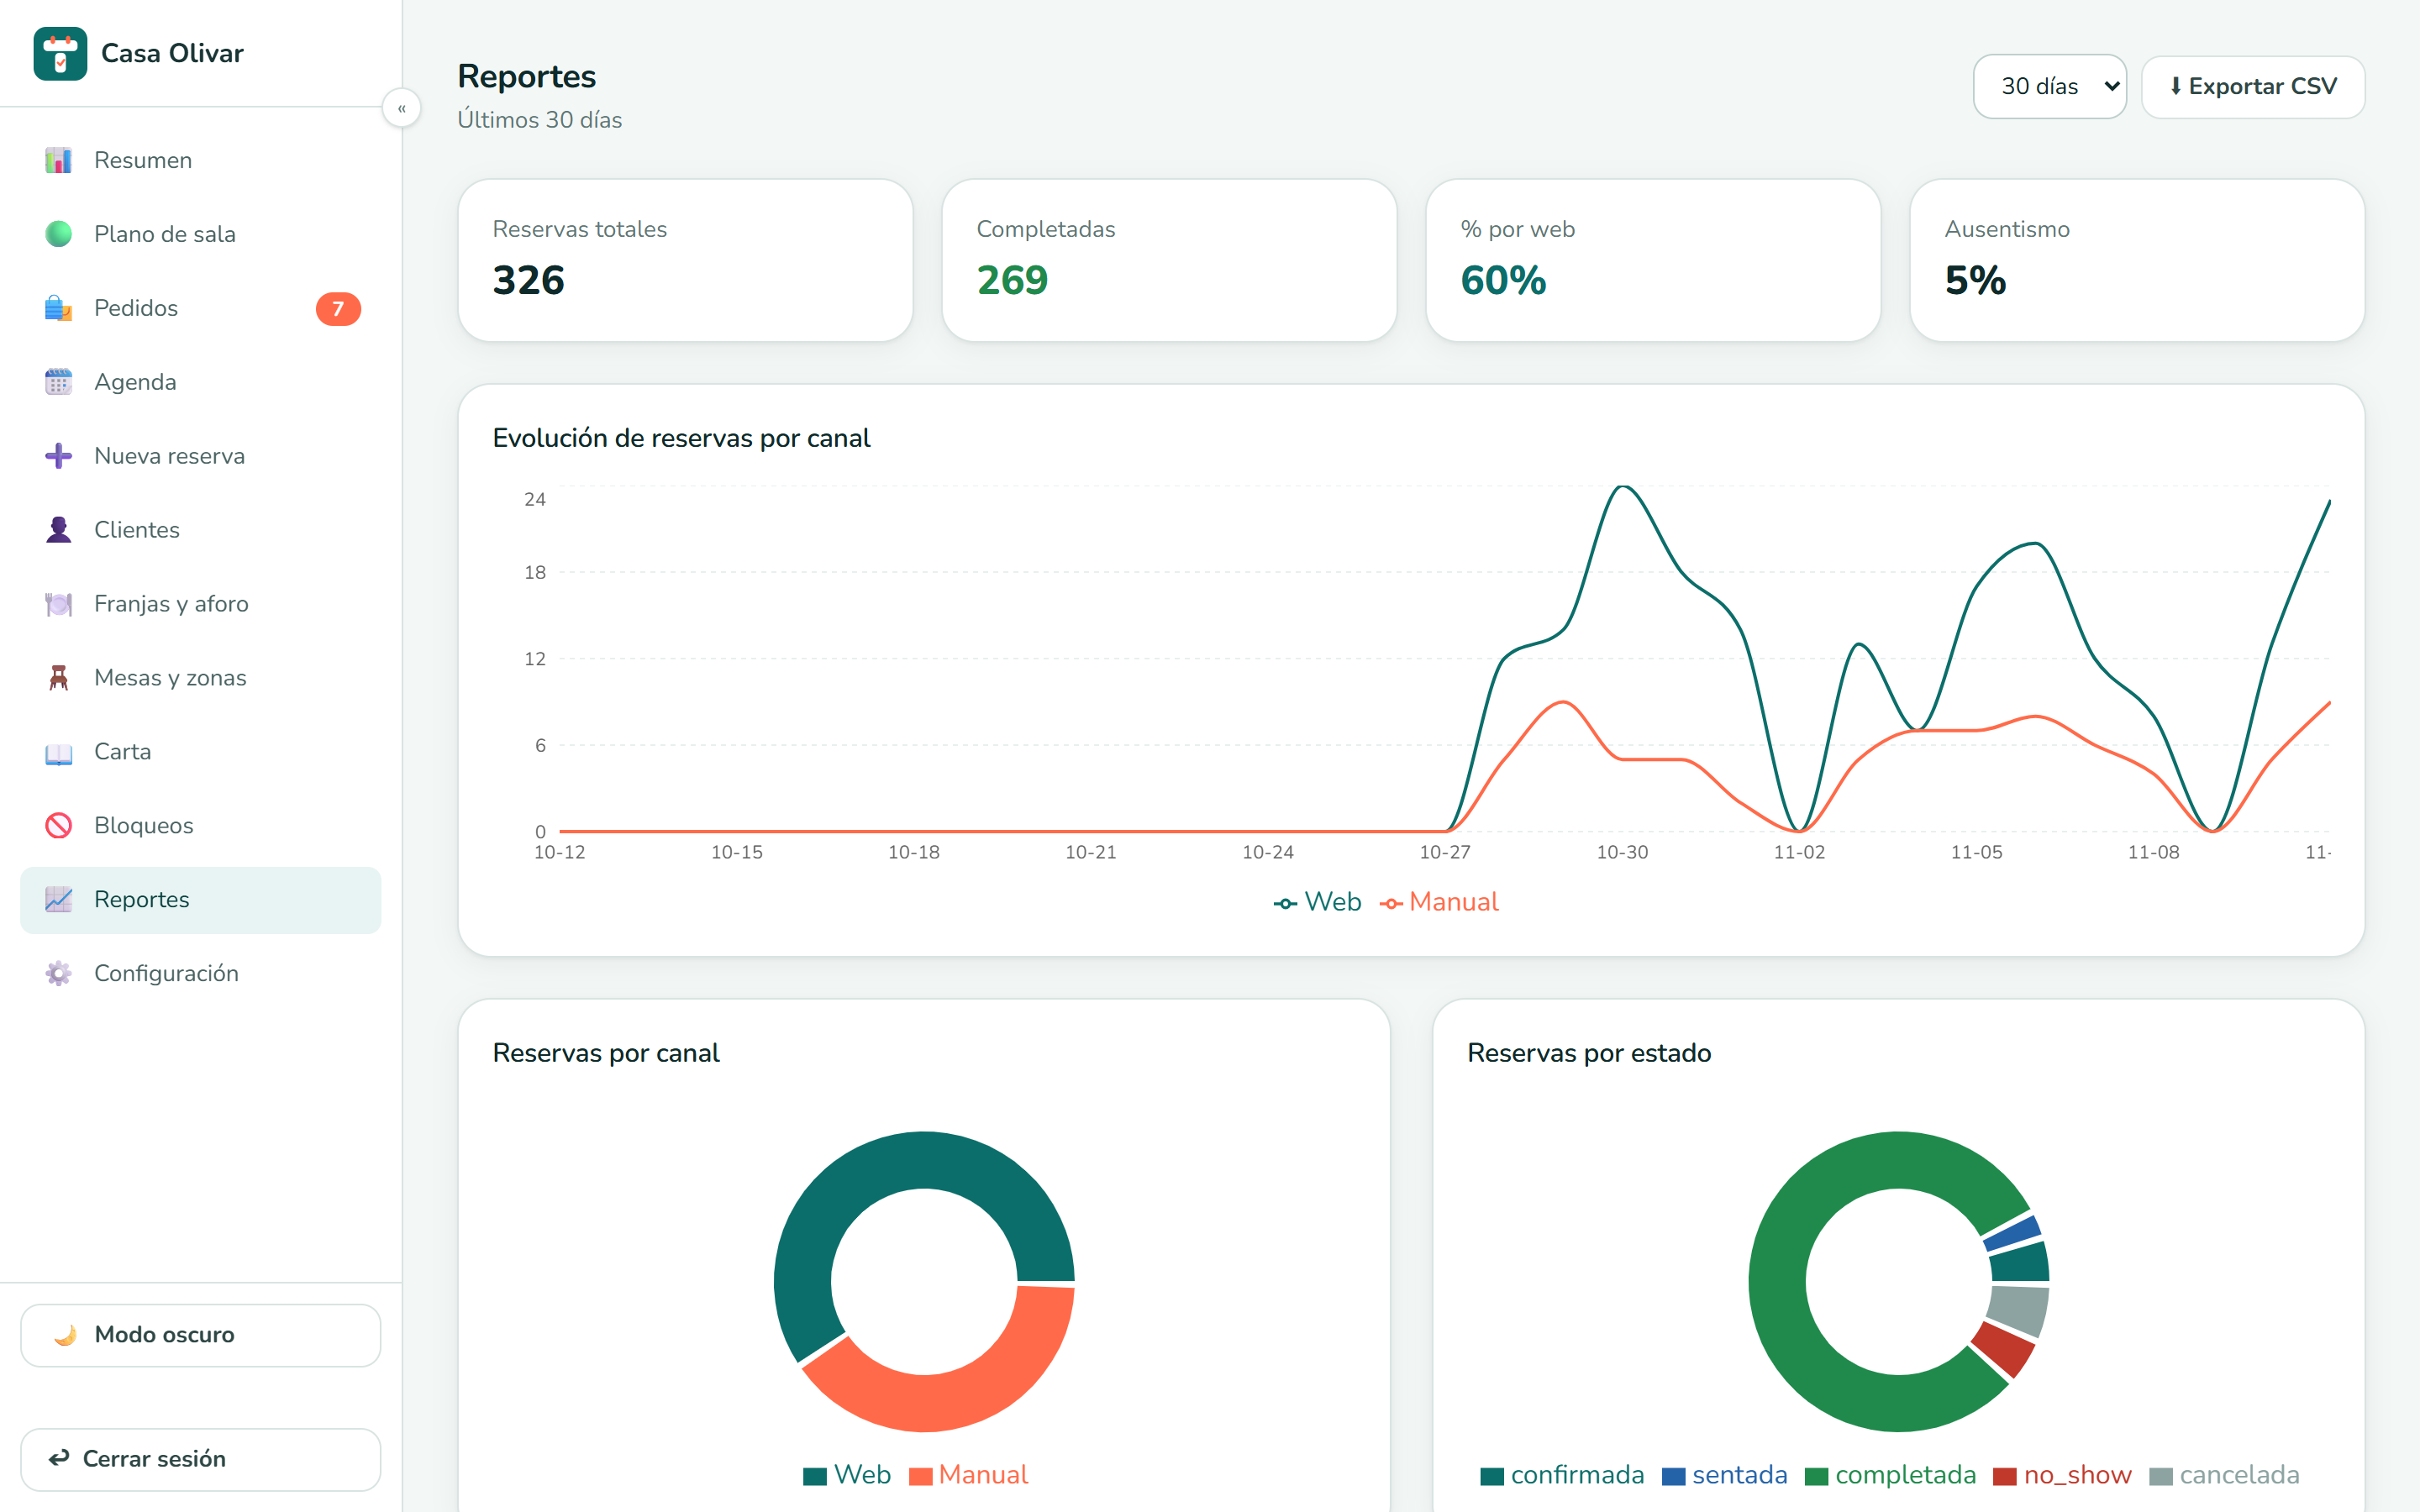 Casa Olivar
«
Resumen
Plano de sala
Pedidos 7
Agenda
Nueva reserva
Clientes
Franjas y aforo
Mesas y zonas
Carta
Bloqueos
Reportes
Configuración
Modo oscuro
Cerrar sesión
Reportes
Últimos 30 días
30 días
⬇ Exportar CSV
Reservas totales
326
Completadas
269
% por web
60%
Ausentismo
5%
Evolución de reservas por canal
24
18
12
6
0
10-12 10-15 10-18 10-21 10-24 10-27 10-30 11-02 11-05 11-08 11-
Web Manual
Reservas por canal
Web Manual
Reservas por estado
confirmada sentada completada no_show cancelada